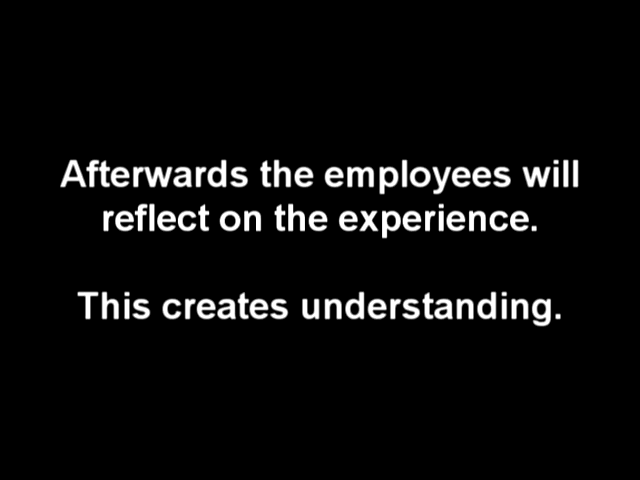 Afterwards the employees will
reflect on the experience.
This creates understanding.